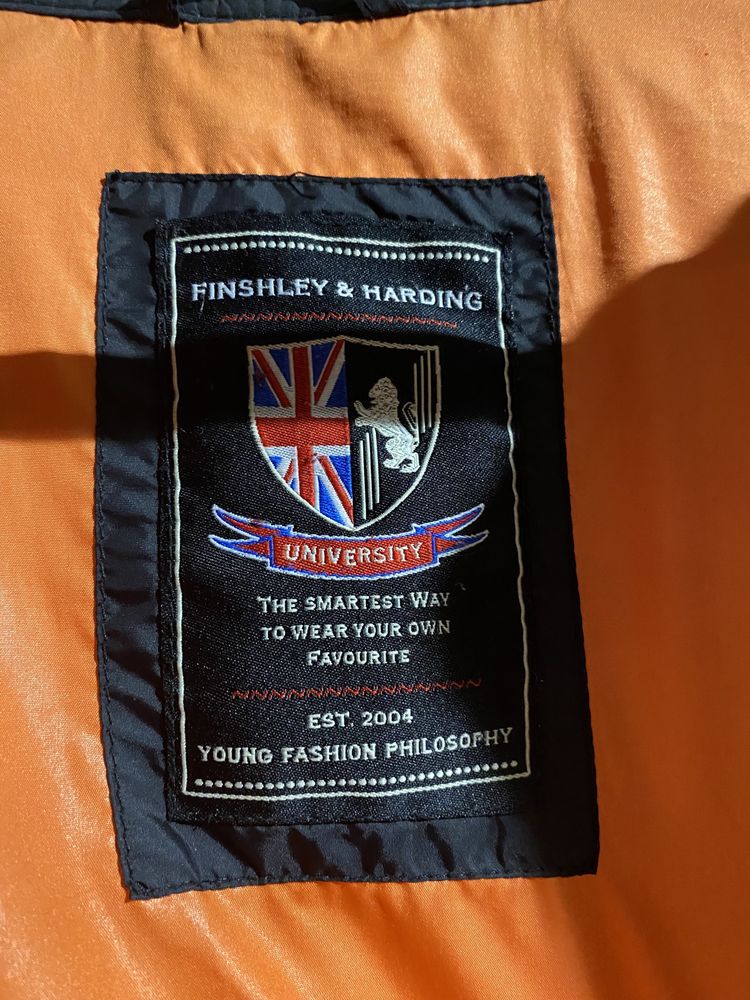 FINSHLEY & HARDING
UNIVERSITY
THE SMARTEST WAY
TO WEAR YOUR OWN
FAVOURITE
EST. 2004
YOUNG FASHION PHILOSOPHY